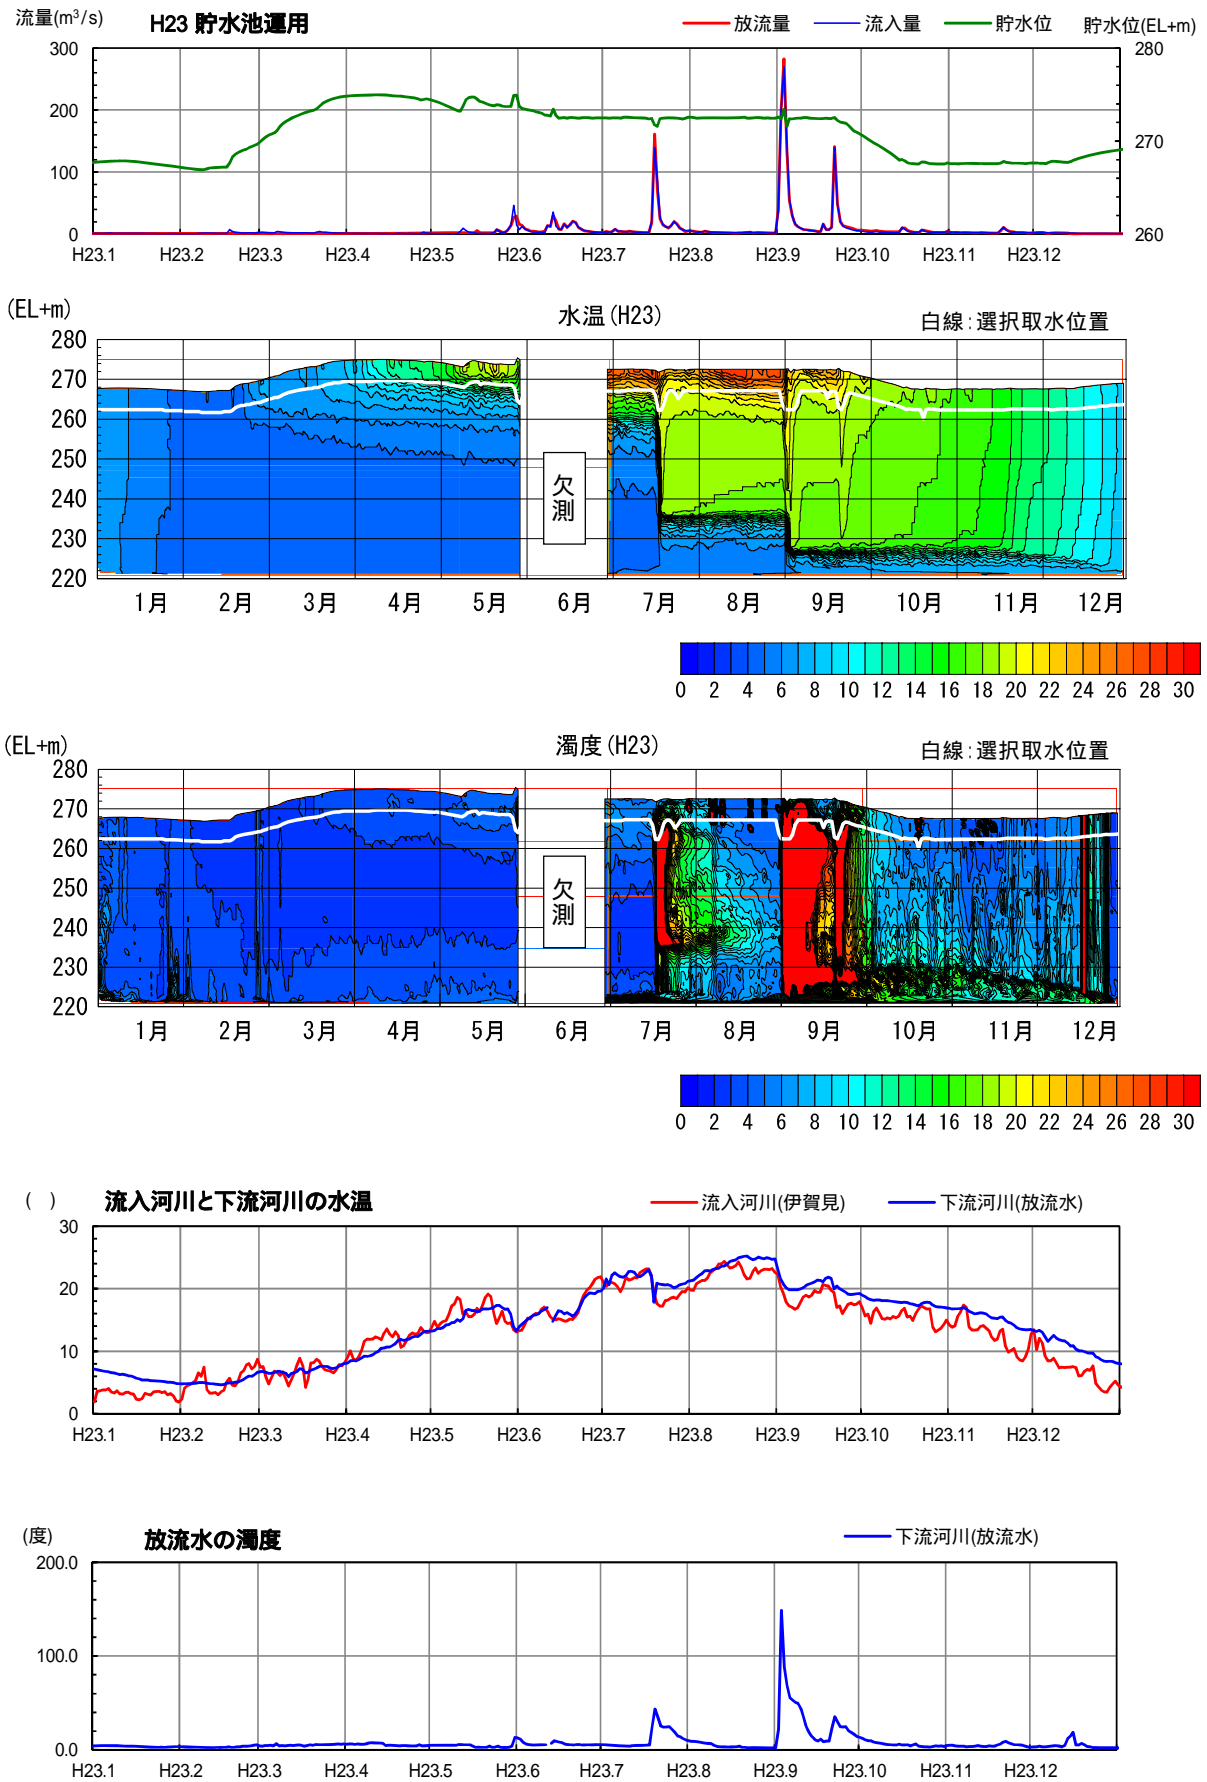 流量(m³/s)
H23 貯水池運用
放流量 流入量 貯水位 貯水位(EL+m)
300 280
200 270
100
0 260
H23.1 H23.2 H23.3 H23.4 H23.5 H23.6 H23.7 H23.8 H23.9 H23.10 H23.11 H23.12
(EL+m) 水温(H23) 白線:選択取水位置
280
270
260
250
240
230
220
欠測
1月 2月 3月 4月 5月 6月 7月 8月 9月 10月 11月 12月
0 2 4 6 8 10 12 14 16 18 20 22 24 26 28 30
(EL+m) 濁度(H23) 白線:選択取水位置
280
270
260
250
240
230
220
欠測
1月 2月 3月 4月 5月 6月 7月 8月 9月 10月 11月 12月
0 2 4 6 8 10 12 14 16 18 20 22 24 26 28 30
( ) 流入河川と下流河川の水温 流入河川(伊賀見) 下流河川(放流水)
30
20
10
0
H23.1 H23.2 H23.3 H23.4 H23.5 H23.6 H23.7 H23.8 H23.9 H23.10 H23.11 H23.12
(度) 放流水の濁度 下流河川(放流水)
200.0
100.0
0.0
H23.1 H23.2 H23.3 H23.4 H23.5 H23.6 H23.7 H23.8 H23.9 H23.10 H23.11 H23.12